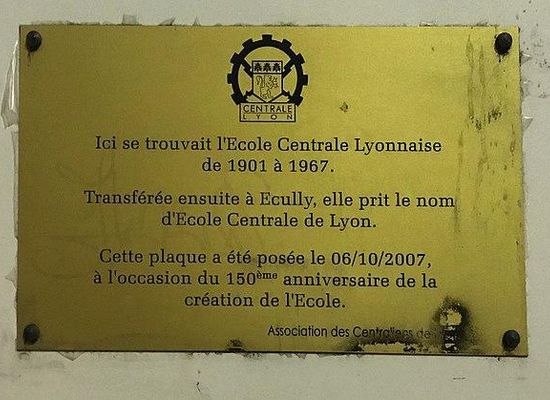 CENTRALE
LYON
Ici se trouvait l'Ecole Centrale Lyonnaise
de 1901 à 1967.
Transférée ensuite à Ecully, elle prit le nom
d'Ecole Centrale de Lyon.
Cette plaque a été posée le 06/10/2007,
à l'occasion du 150ème anniversaire de la
création de l'Ecole.
Association des Centraliens de